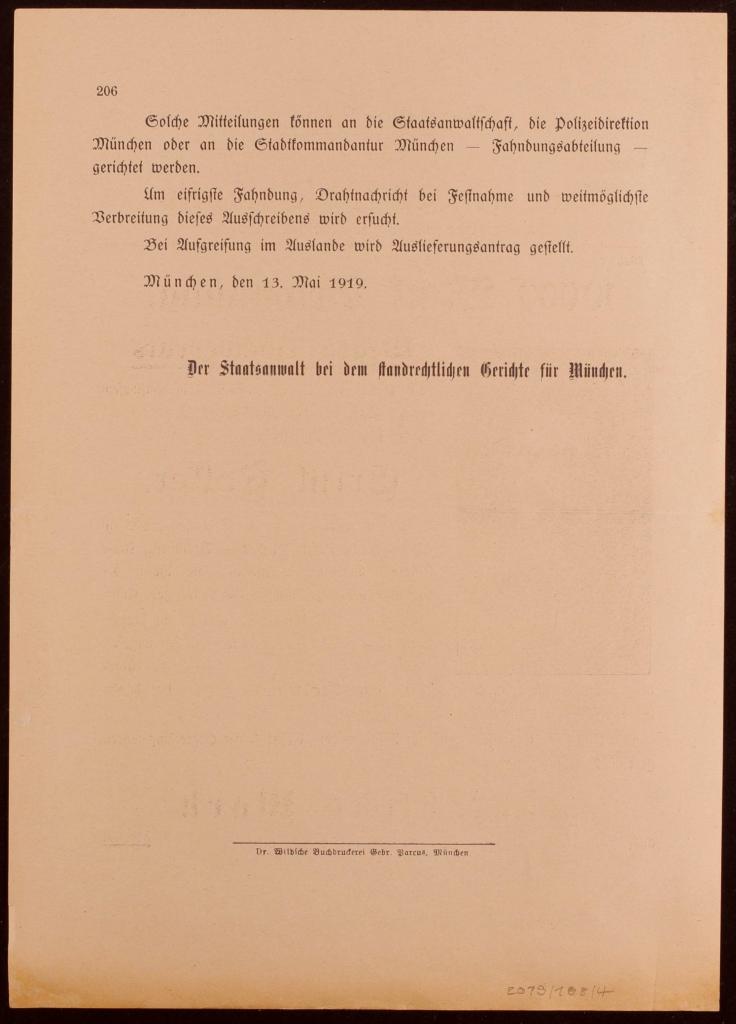 206
Solche Mitteilungen können an die Staatsanwaltschaft, die Polizeidirektion
München oder an die Stadtkommandantur München — Fahndungsabteilung —
gerichtet werden.
Um eifrigste Fahndung, Drahtnachricht bei Festnahme und weitmöglichste
Verbreitung dieses Ausschreibens wird ersucht.
Bei Aufgreifung im Auslande wird Auslieferungsantrag gestellt.
München, den 13. Mai 1919.
Der Staatsanwalt bei dem standrechtlichen Gerichte für München.
Dr. Wild'sche Buchdruckerei Gebr. Parcus, München
2079/188/4